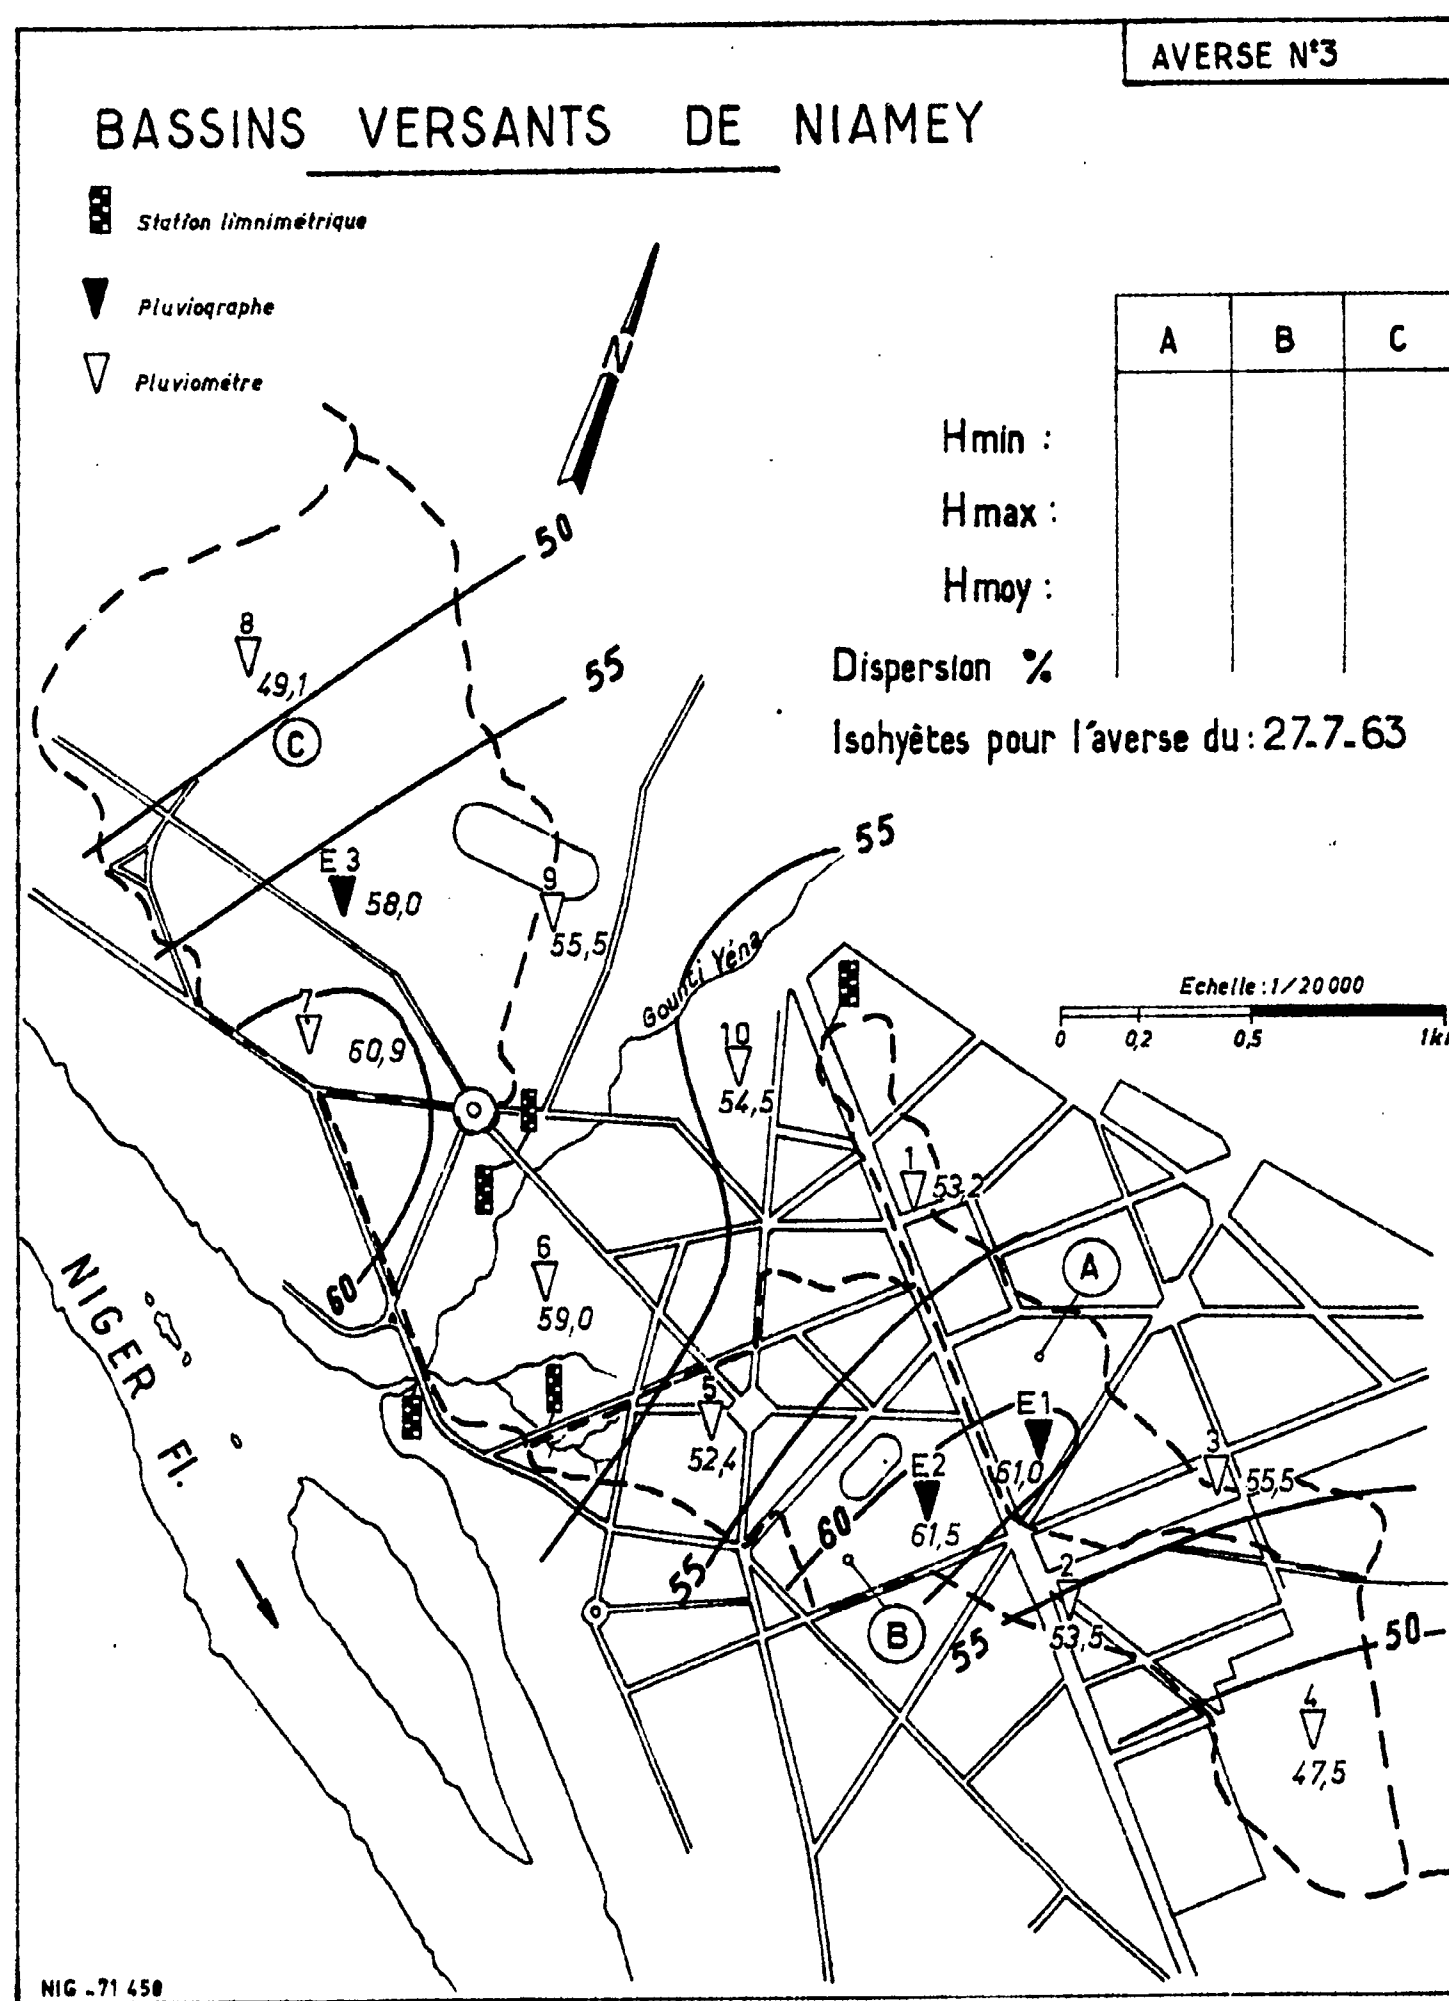 AVERSE N°3
BASSINS VERSANTS DE NIAMEY
Station limnimétrique
Pluviographe
Pluviomètre
N
A B C
Hmin :
Hmax :
Hmoy :
Dispersion %
Isohyètes pour l'averse du : 27-7-63
50
55
8
49,1
C
E3
58,0
9
55,5
55
Gounti Yéna
Echelle : 1/20 000
0 0,2 0,5
7
60,9
10
54,5
1
53,2
A
6
59,0
60
NIGER Fl.
5
52,4
E1
61,0
E2
61,5
60
3
55,5
55
B
2
53,5
55
50
4
47,5
NIG - 71 450